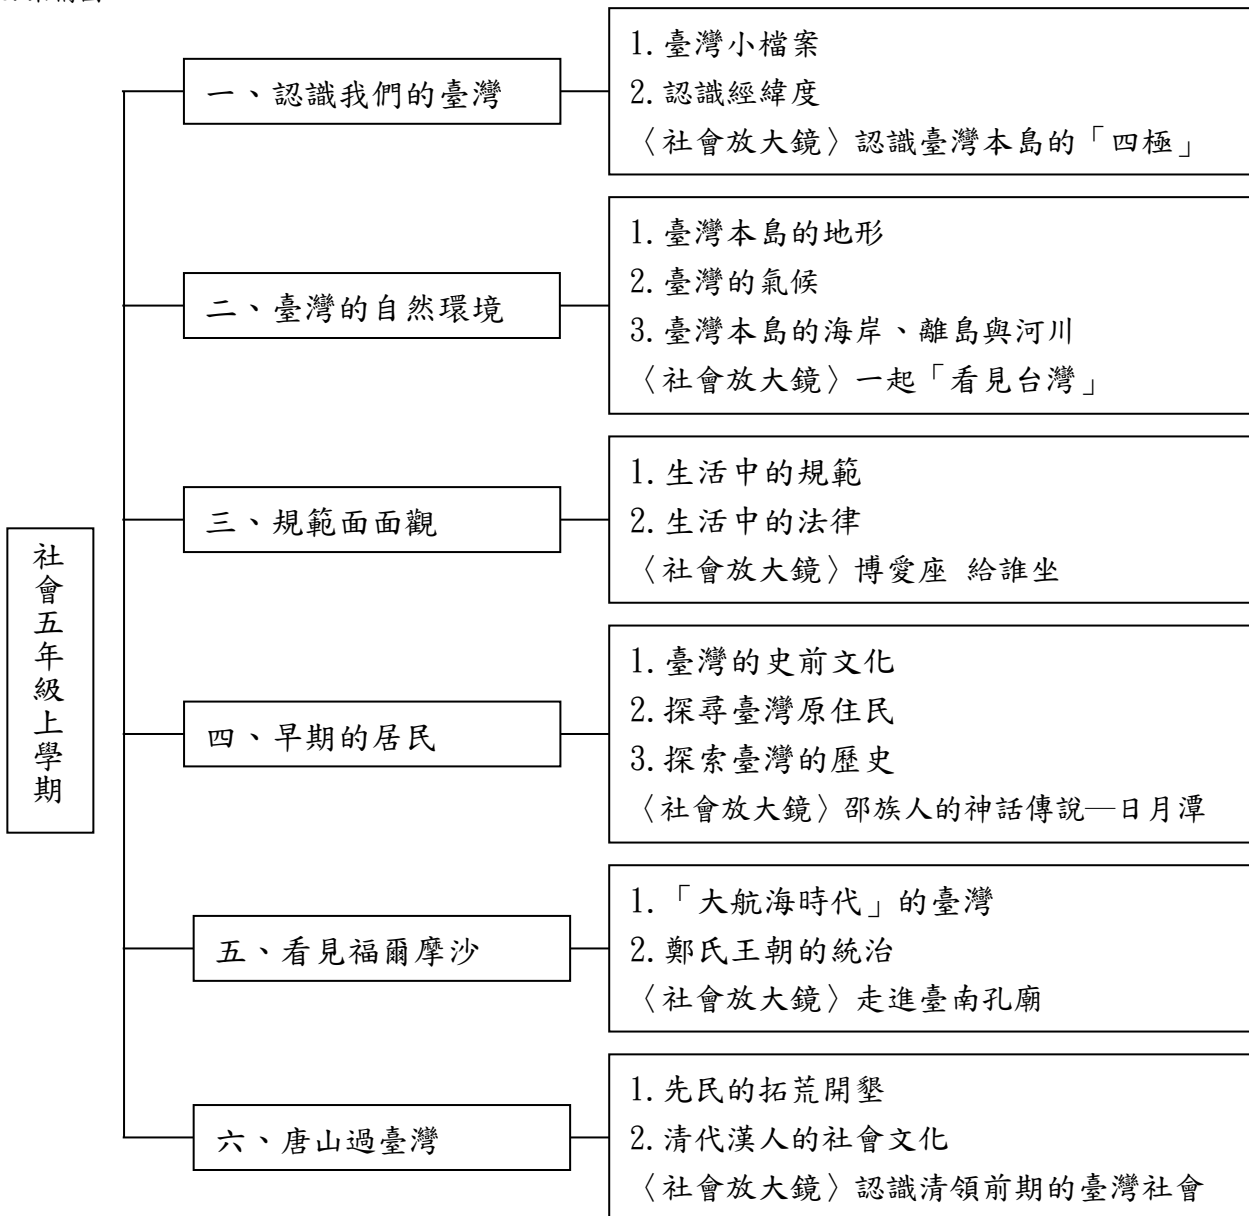 社會五年級上學期
一、認識我們的臺灣
1.臺灣小檔案
2.認識經緯度
〈社會放大鏡〉認識臺灣本島的「四極」
二、臺灣的自然環境
1.臺灣本島的地形
2.臺灣的氣候
3.臺灣本島的海岸、離島與河川
〈社會放大鏡〉一起「看見台灣」
三、規範面面觀
1.生活中的規範
2.生活中的法律
〈社會放大鏡〉博愛座 給誰坐
四、早期的居民
1.臺灣的史前文化
2.探尋臺灣原住民
3.探索臺灣的歷史
〈社會放大鏡〉邵族人的神話傳說─日月潭
五、看見福爾摩沙
1.「大航海時代」的臺灣
2.鄭氏王朝的統治
〈社會放大鏡〉走進臺南孔廟
六、唐山過臺灣
1.先民的拓荒開墾
2.清代漢人的社會文化
〈社會放大鏡〉認識清領前期的臺灣社會